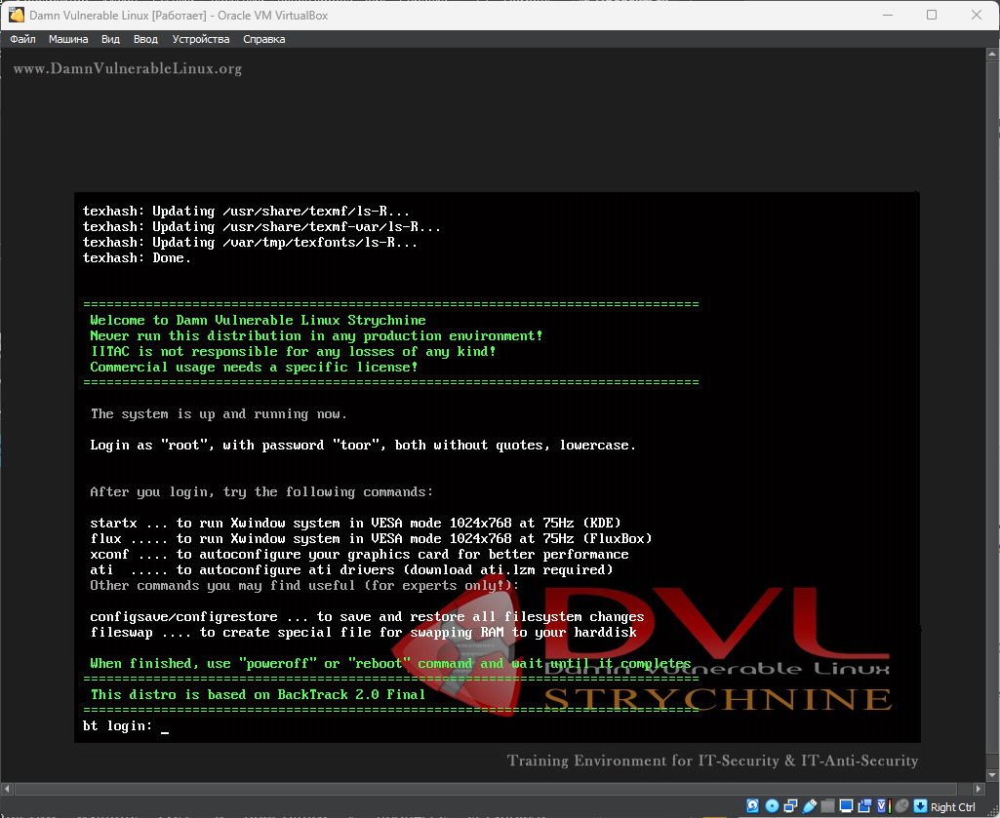 Damn Vulnerable Linux [Работает] - Oracle VM VirtualBox
Файл Машина Вид Ввод Устройства Справка
www.DamnVulnerableLinux.org
texhash: Updating /usr/share/texmf/ls-R...
texhash: Updating /usr/share/texmf-var/ls-R...
texhash: Updating /var/tmp/texfonts/ls-R...
texhash: Done.
===============================================================================
Welcome to Damn Vulnerable Linux Strychnine
Never run this distribution in any production environment!
IITAC is not responsible for any losses of any kind!
Commercial usage needs a specific license!
===============================================================================
The system is up and running now.
Login as "root", with password "toor", both without quotes, lowercase.
After you login, try the following commands:
startx ... to run Xwindow system in VESA mode 1024x768 at 75Hz (KDE)
flux ..... to run Xwindow system in VESA mode 1024x768 at 75Hz (FluxBox)
xconf .... to autoconfigure your graphics card for better performance
ati  ..... to autoconfigure ati drivers (download ati.lzm required)
Other commands you may find useful (for experts only!):
configsave/configrestore ... to save and restore all filesystem changes
fileswap .... to create special file for swapping RAM to your harddisk
When finished, use "poweroff" or "reboot" command and wait until it completes
===============================================================================
This distro is based on BackTrack 2.0 Final
===============================================================================
bt login: _
DVL
Damn Vulnerable Linux
STRYCHNINE
Training Environment for IT-Security & IT-Anti-Security
Right Ctrl